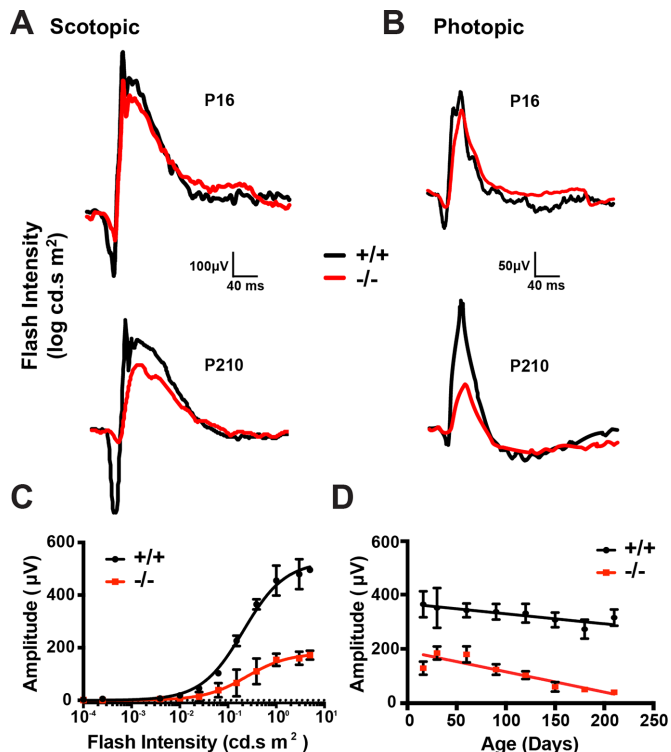 A Scotopic
B Photopic
P16
P16
Flash Intensity
(log cd.s m²)
100µV
40 ms
+/+
-/-
50µV
40 ms
P210
P210
C
D
600
400
200
0
Amplitude ( µV)
+/+
-/-
10⁻⁴ 10⁻³ 10⁻² 10⁻¹ 10⁰ 10¹
Flash Intensity (cd.s m ²)
600
400
200
0
Amplitude ( µV)
+/+
-/-
0 50 100 150 200 250
Age (Days)